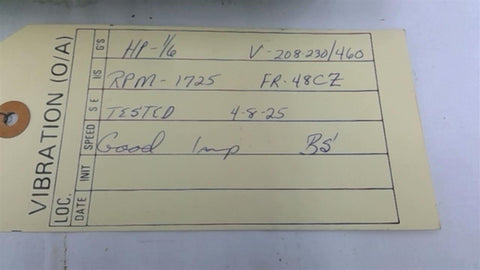 HP-1/6 V-208-230/460
RPM-1725 FR-48CZ
TESTED 4-8-25
Good Imp BS
VIBRATION (O/A)
LOC.
DATE INIT SPEED S E I/S G'S